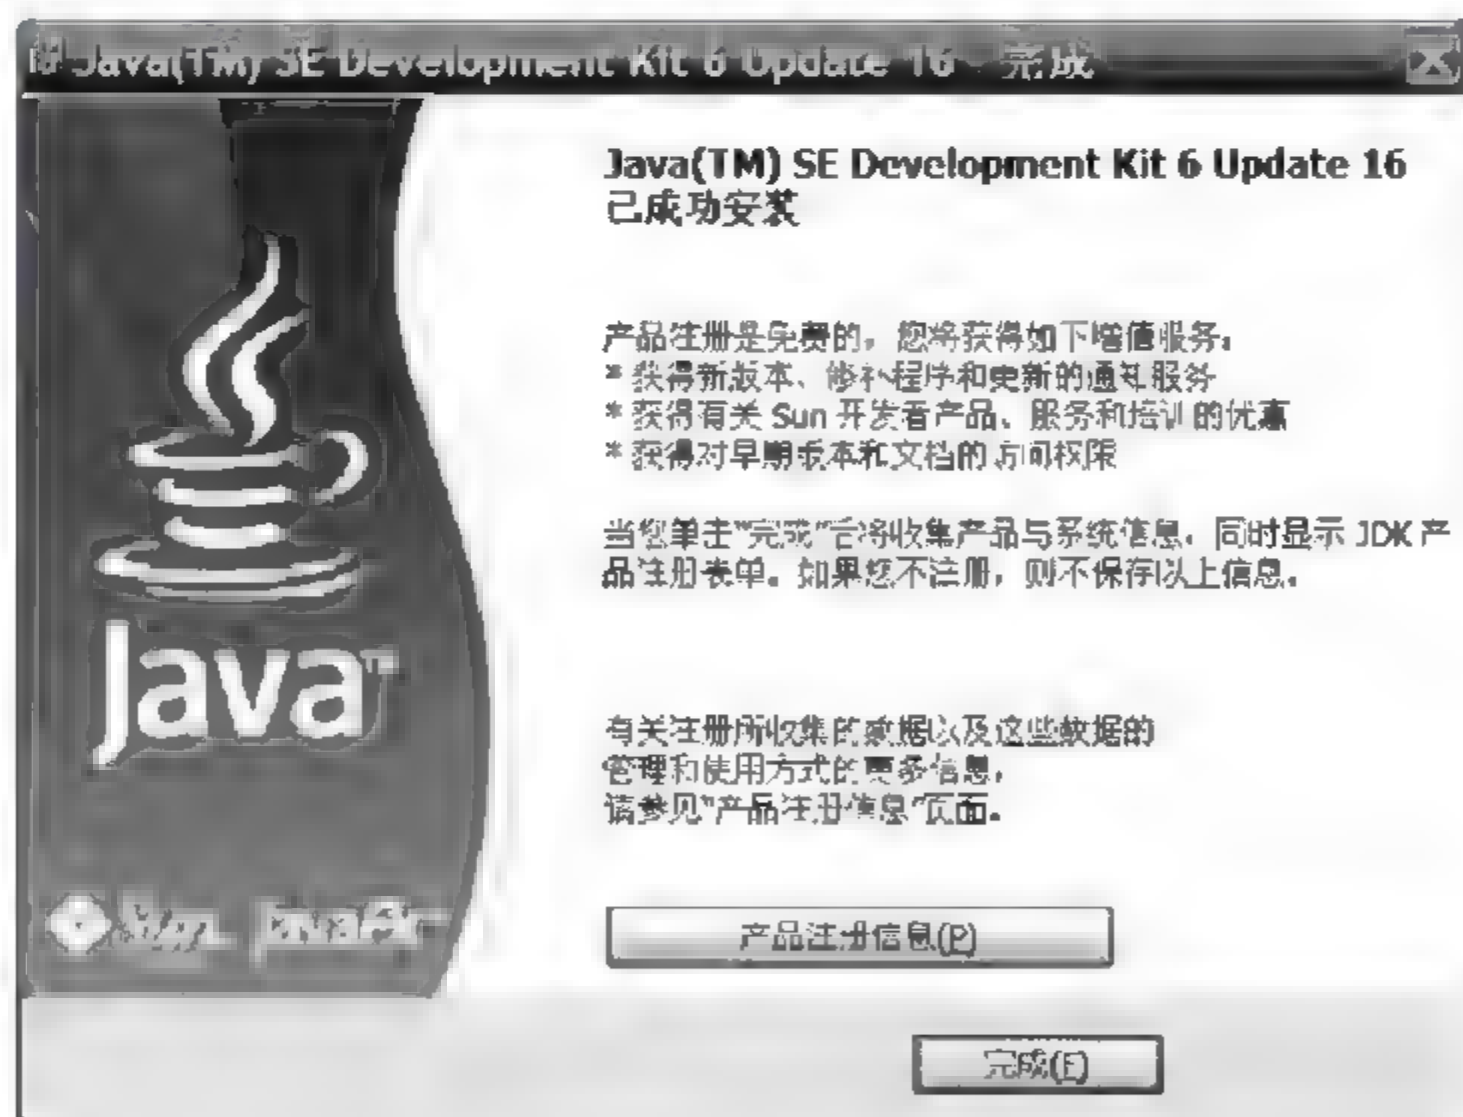 Java(TM) SE Development Kit 6 Update 16 - 完成
Java(TM) SE Development Kit 6 Update 16
已成功安装
产品注册是免费的，您将获得如下增值服务：
* 获得新版本、修补程序和更新的通知服务
* 获得有关 Sun 开发者产品、服务和培训的优惠
* 获得对早期版本和文档的访问权限
当您单击"完成"后将收集产品与系统信息，同时显示 JDK 产
品注册表单。如果您不注册，则不保存以上信息。
Java™
有关注册所收集的数据以及这些数据的
管理和使用方式的更多信息，
请参见"产品注册信息"页面。
Sun
产品注册信息(P)
完成(F)